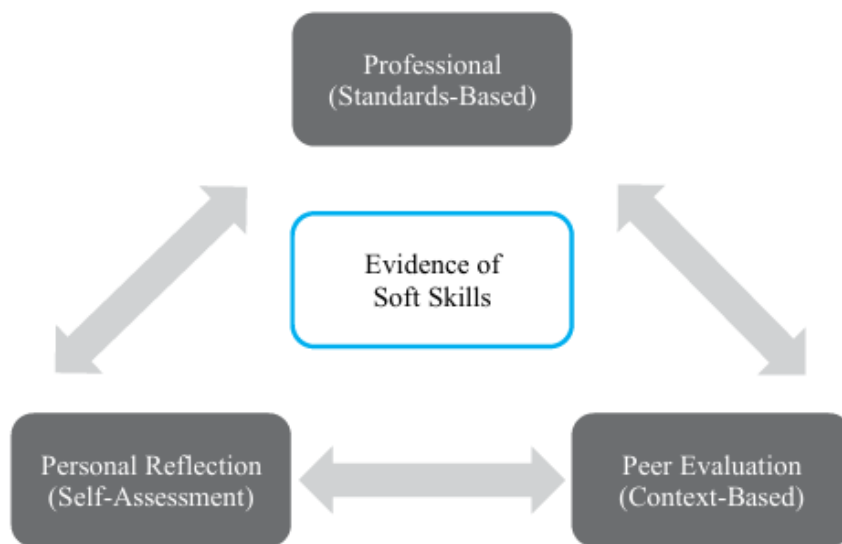 Professional
(Standards-Based)
Evidence of
Soft Skills
Personal Reflection
(Self-Assessment)
Peer Evaluation
(Context-Based)